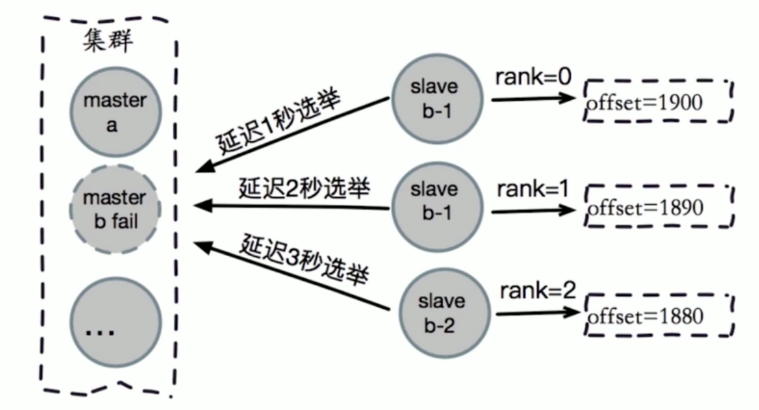 集群
master
a
master
b fail
...
延迟1秒选举
延迟2秒选举
延迟3秒选举
slave
b-1
rank=0
offset=1900
slave
b-1
rank=1
offset=1890
slave
b-2
rank=2
offset=1880